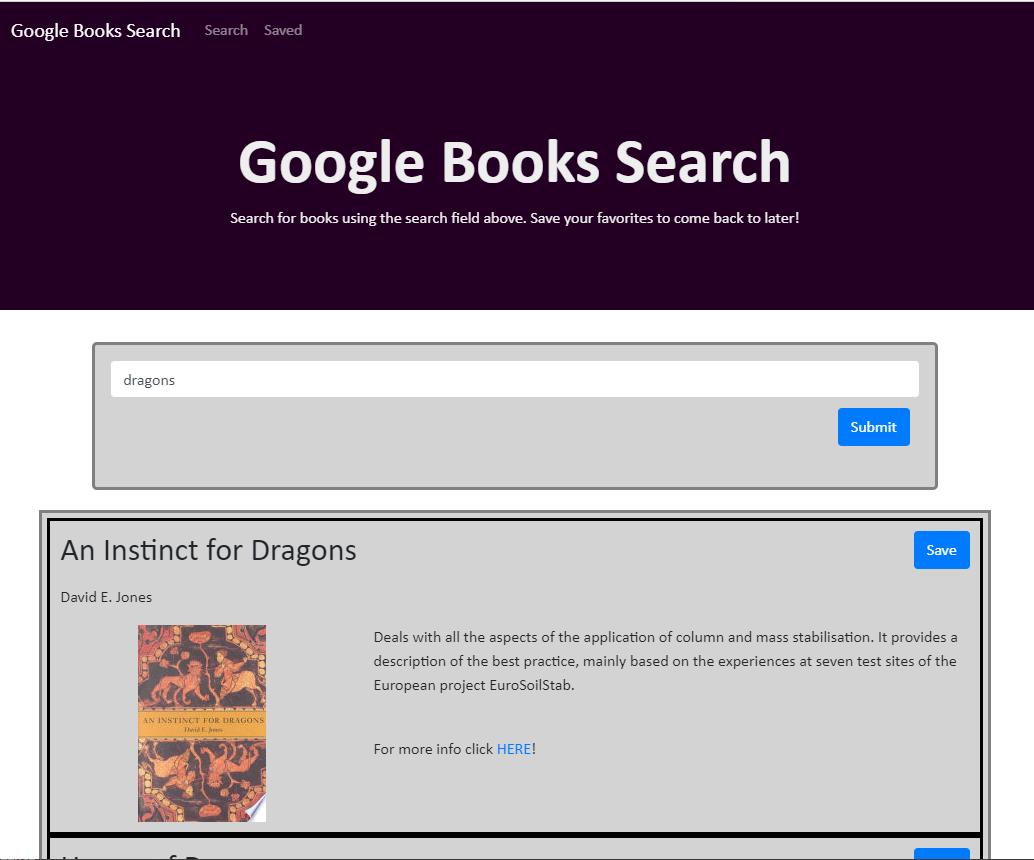 Google Books Search Search Saved
Google Books Search
Search for books using the search field above. Save your favorites to come back to later!
dragons
Submit
An Instinct for Dragons
Save
David E. Jones
AN INSTINCT FOR DRAGONS
David E. Jones
Deals with all the aspects of the application of column and mass stabilisation. It provides a
description of the best practice, mainly based on the experiences at seven test sites of the
European project EuroSoilStab.
For more info click HERE!